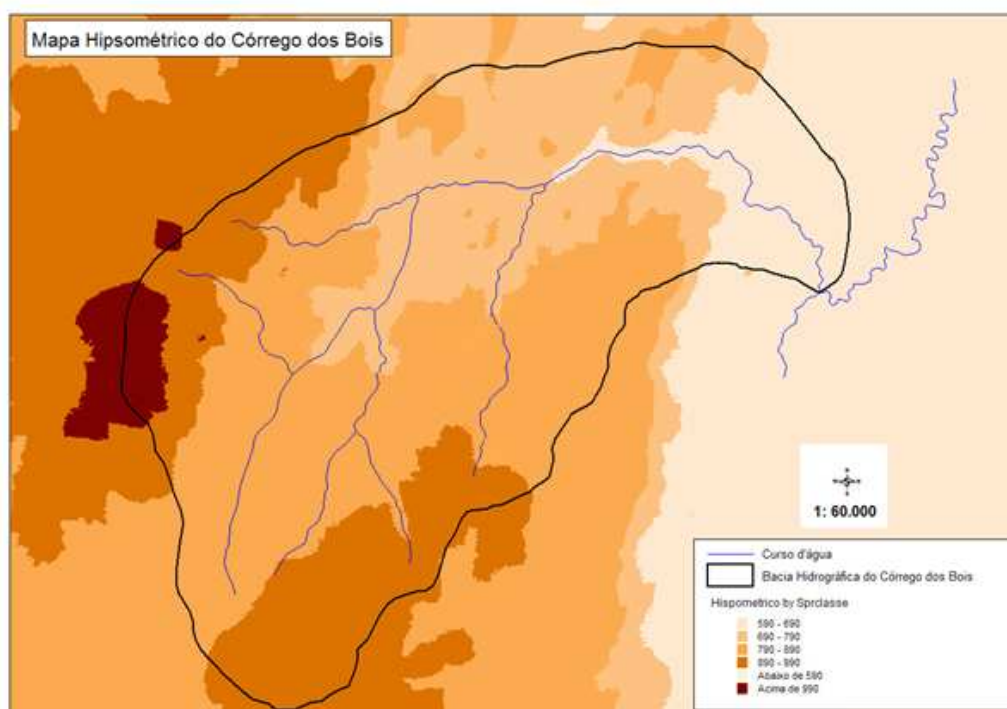 Mapa Hipsométrico do Córrego dos Bois
1: 60.000
Curso d'água
Bacia Hidrográfica do Córrego dos Bois
Hispometrico by Sprclasse
590 - 690
690 - 790
790 - 890
890 - 990
Abaixo de 590
Acima de 990